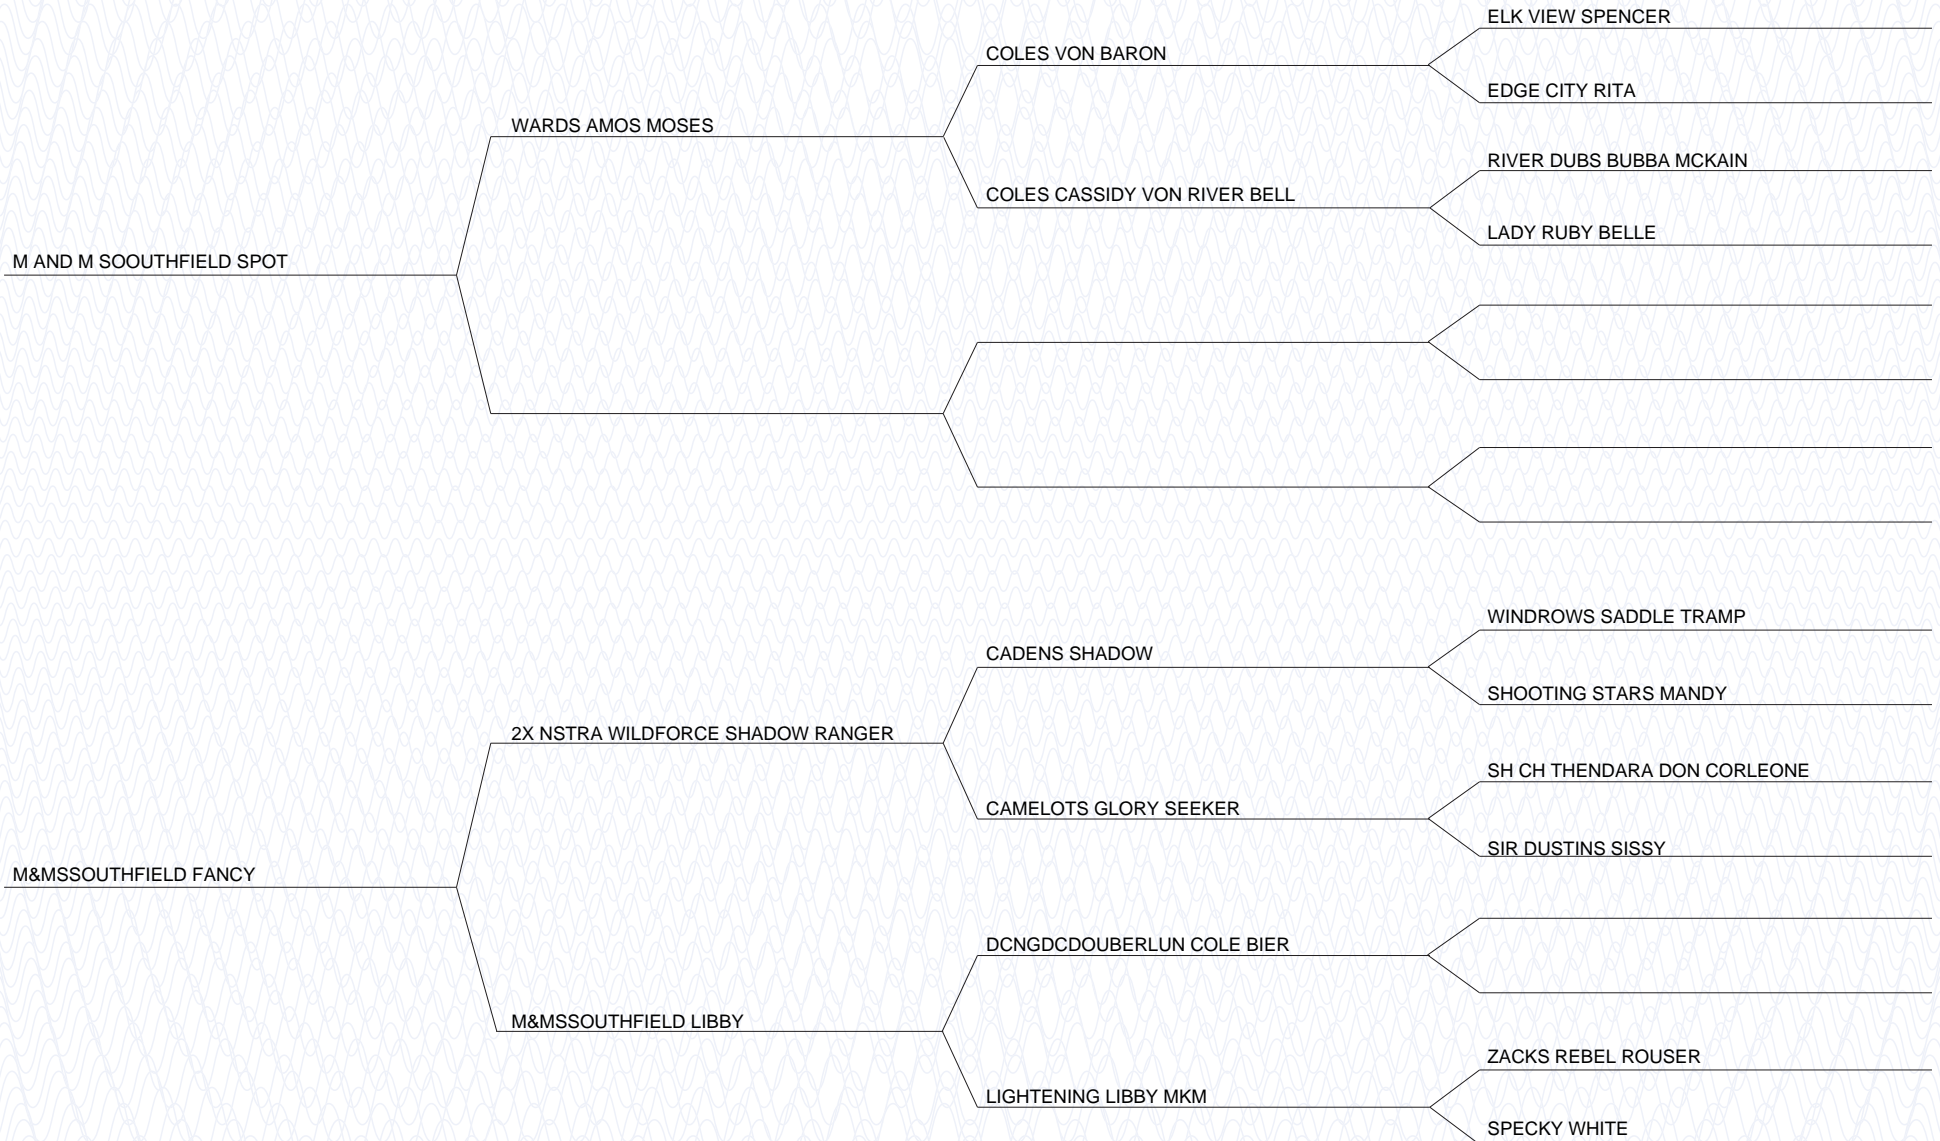 ELK VIEW SPENCER
COLES VON BARON
EDGE CITY RITA
WARDS AMOS MOSES
RIVER DUBS BUBBA MCKAIN
COLES CASSIDY VON RIVER BELL
LADY RUBY BELLE
M AND M SOOUTHFIELD SPOT
WINDROWS SADDLE TRAMP
CADENS SHADOW
SHOOTING STARS MANDY
2X NSTRA WILDFORCE SHADOW RANGER
SH CH THENDARA DON CORLEONE
CAMELOTS GLORY SEEKER
SIR DUSTINS SISSY
M&MSSOUTHFIELD FANCY
DCNGDCDOUBERLUN COLE BIER
M&MSSOUTHFIELD LIBBY
ZACKS REBEL ROUSER
LIGHTENING LIBBY MKM
SPECKY WHITE